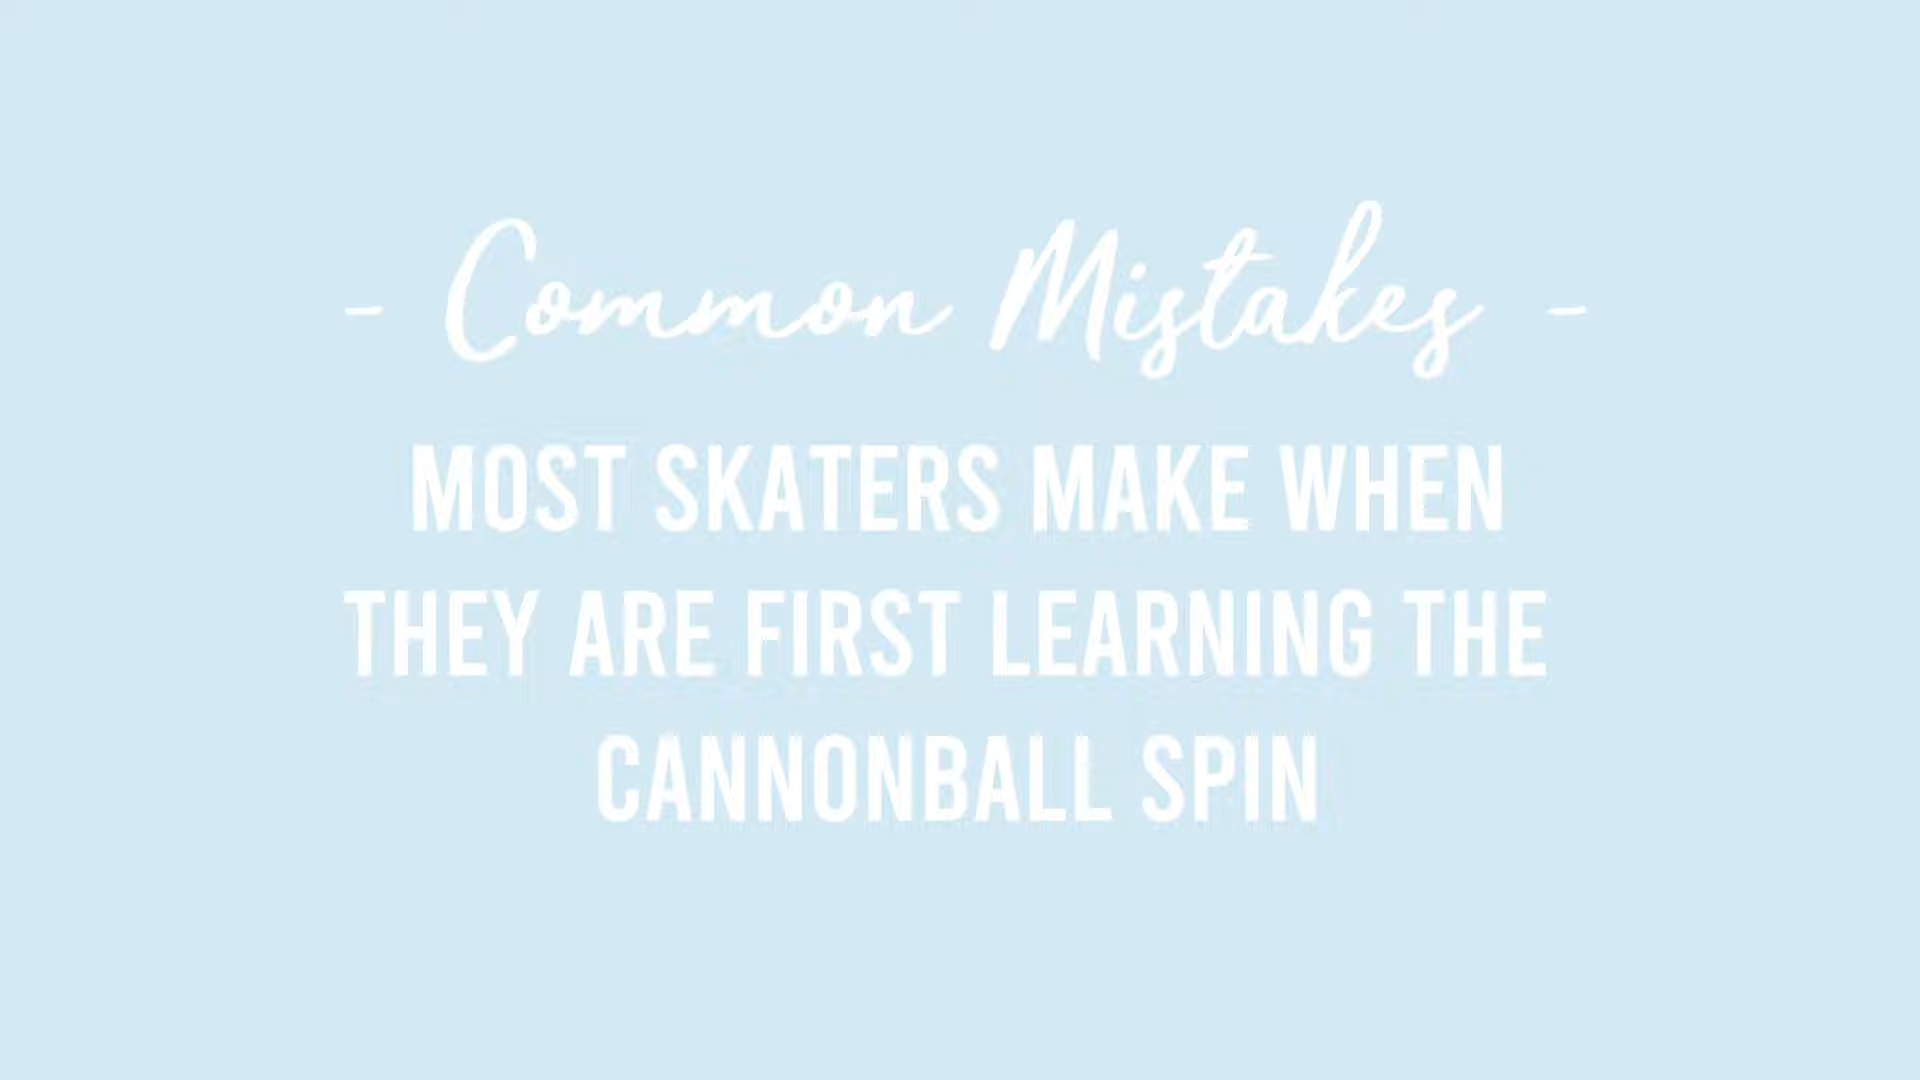 - Common Mistakes -
MOST SKATERS MAKE WHEN
THEY ARE FIRST LEARNING THE
CANNONBALL SPIN